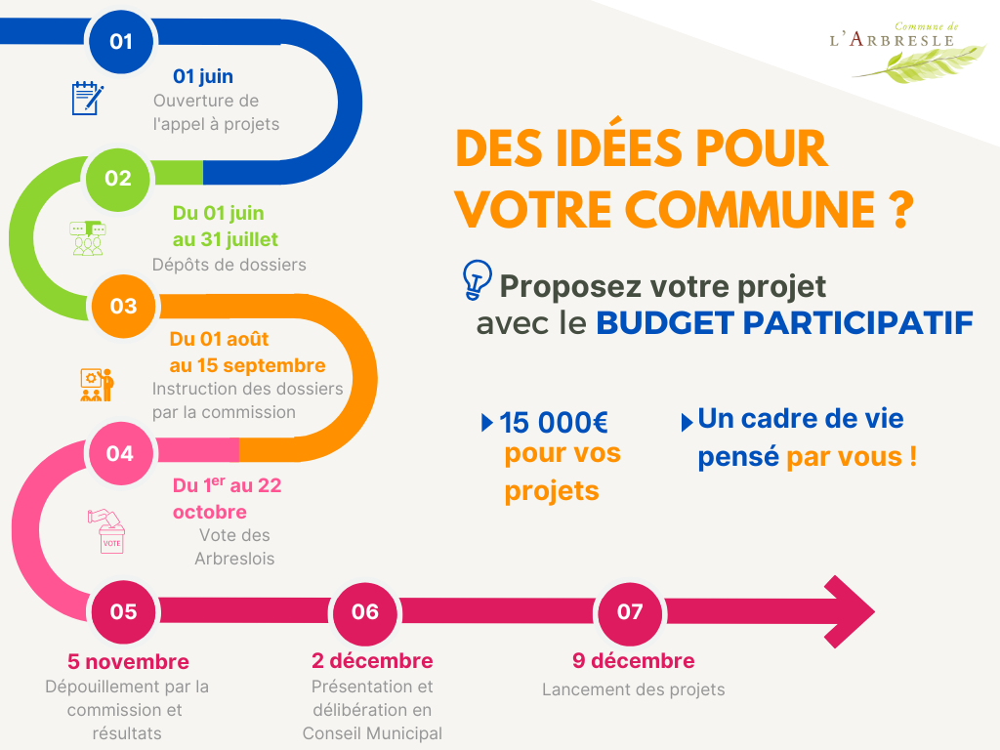 Commune de
L'ARBRESLE
DES IDÉES POUR
VOTRE COMMUNE ?
Proposez votre projet
avec le BUDGET PARTICIPATIF
15 000€
pour vos
projets
Un cadre de vie
pensé par vous !
01
01 juin
Ouverture de
l'appel à projets
02
Du 01 juin
au 31 juillet
Dépôts de dossiers
03
Du 01 août
au 15 septembre
Instruction des dossiers
par la commission
04
Du 1er au 22
octobre
Vote des
Arbreslois
VOTE
05
5 novembre
Dépouillement par la
commission et
résultats
06
2 décembre
Présentation et
délibération en
Conseil Municipal
07
9 décembre
Lancement des projets